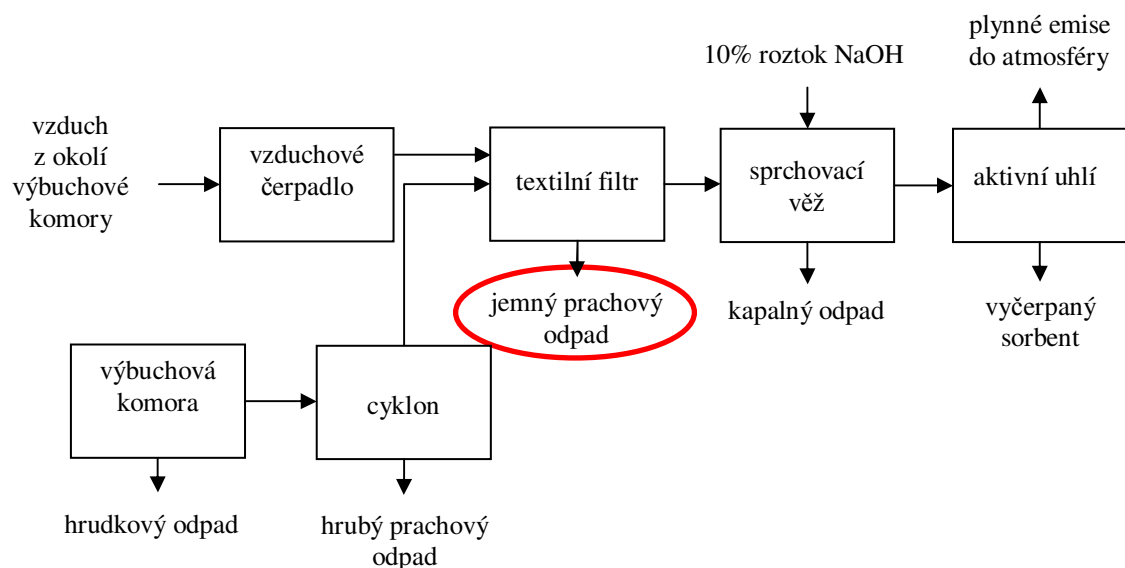 plynné emise
do atmosféry
10% roztok NaOH
vzduch
z okolí
výbuchové
komory
vzduchové
čerpadlo
textilní filtr
sprchovací
věž
aktivní uhlí
jemný prachový
odpad
kapalný odpad
vyčerpaný
sorbent
výbuchová
komora
cyklon
hrudkový odpad
hrubý prachový
odpad